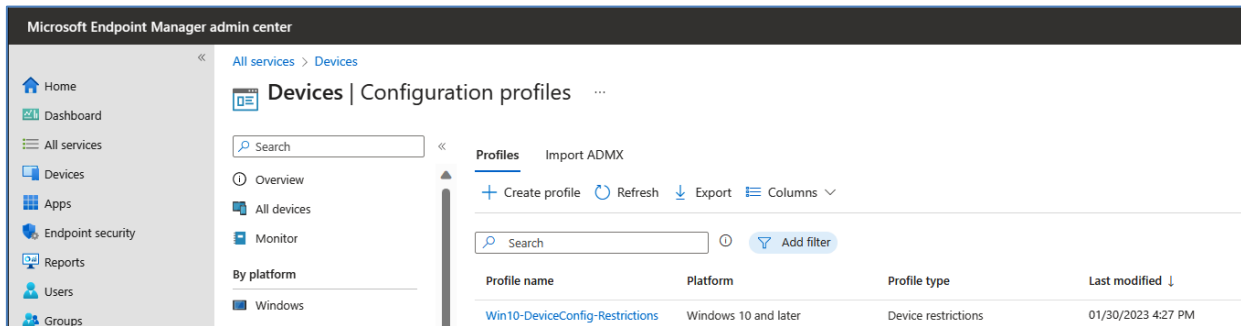 Microsoft Endpoint Manager admin center
Home
Dashboard
All services
Devices
Apps
Endpoint security
Reports
Users
Groups
All services > Devices
Devices | Configuration profiles ...
Search
Overview
All devices
Monitor
By platform
Windows
Profiles Import ADMX
Create profile Refresh Export Columns
Search Add filter
Profile name Platform Profile type Last modified ↓
Win10-DeviceConfig-Restrictions Windows 10 and later Device restrictions 01/30/2023 4:27 PM